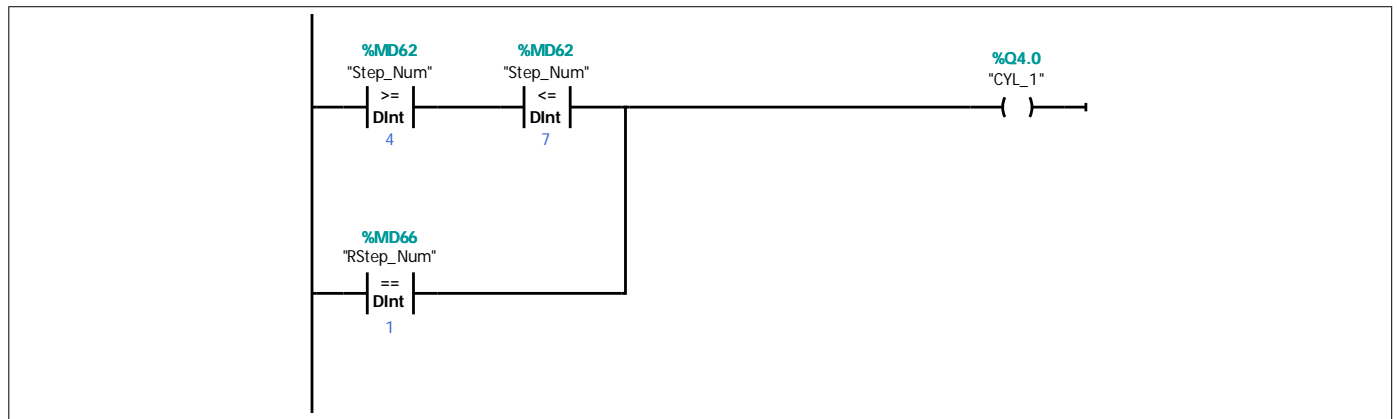 %MD62
"Step_Num"
>=
DInt
4
%MD62
"Step_Num"
<=
DInt
7
%Q4.0
"CYL_1"
%MD66
"RStep_Num"
==
DInt
1